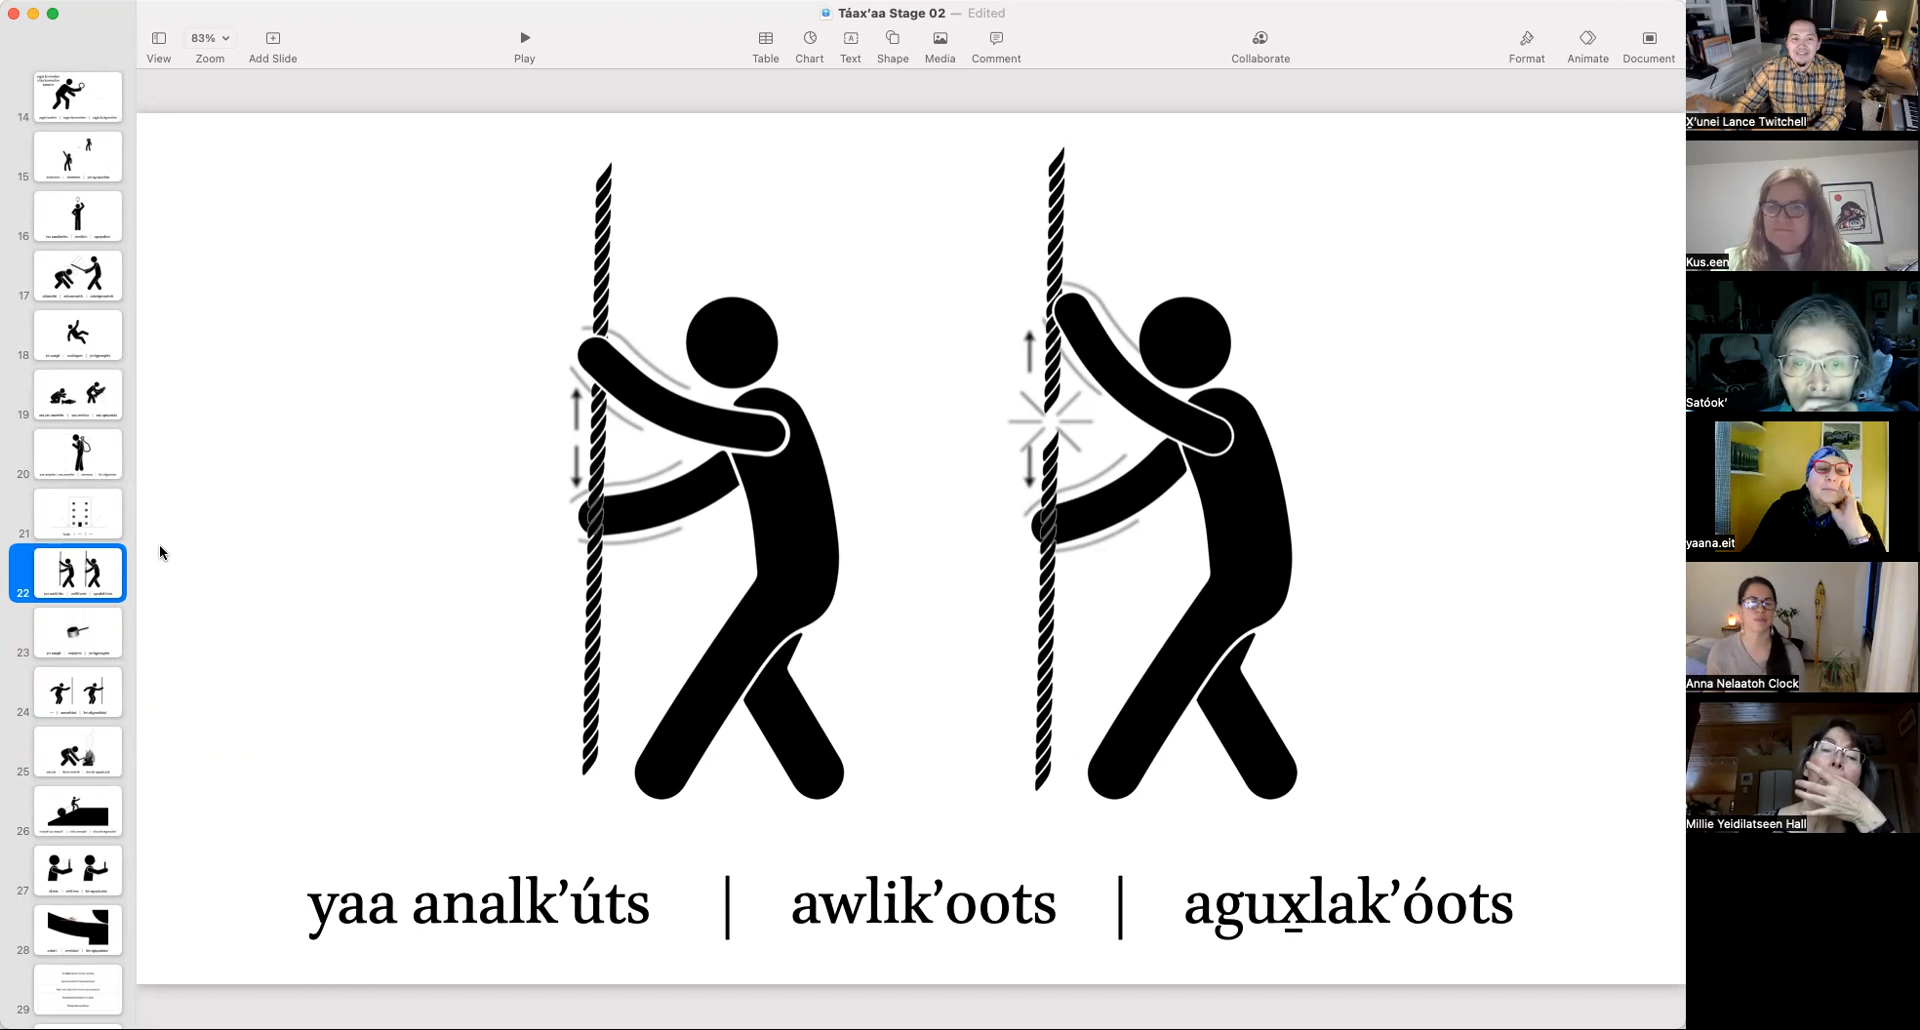 Táax’aa Stage 02 — Edited
83%
View Zoom Add Slide Play Table Chart Text Shape Media Comment Collaborate Format Animate Document
14
15
16
17
18
19
20
21
22
23
24
25
26
27
28
29
yaa analk’úts | awlik’oots | agux̲lak’óots
X̲'unei Lance Twitchell
Kus.een
Satóok’
yaana.eit
Anna Nelaatoh Clock
Millie Yeidilatseen Hall